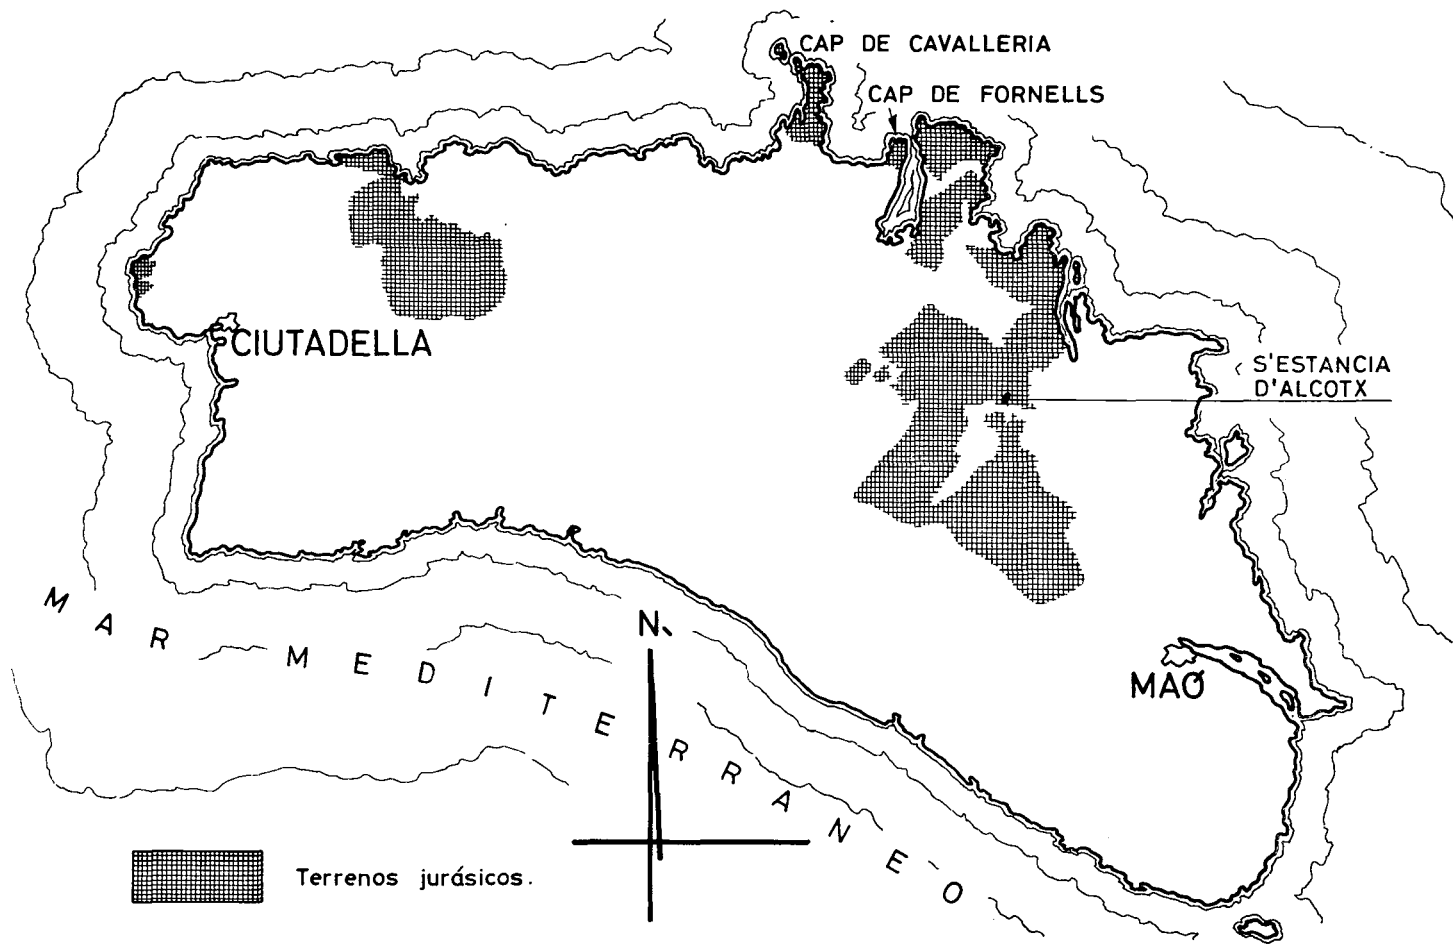 CAP DE CAVALLERIA
CAP DE FORNELLS
CIUTADELLA
S'ESTANCIA
D'ALCOTX
MAR MEDITERRANEO
N
MAÓ
Terrenos jurásicos.